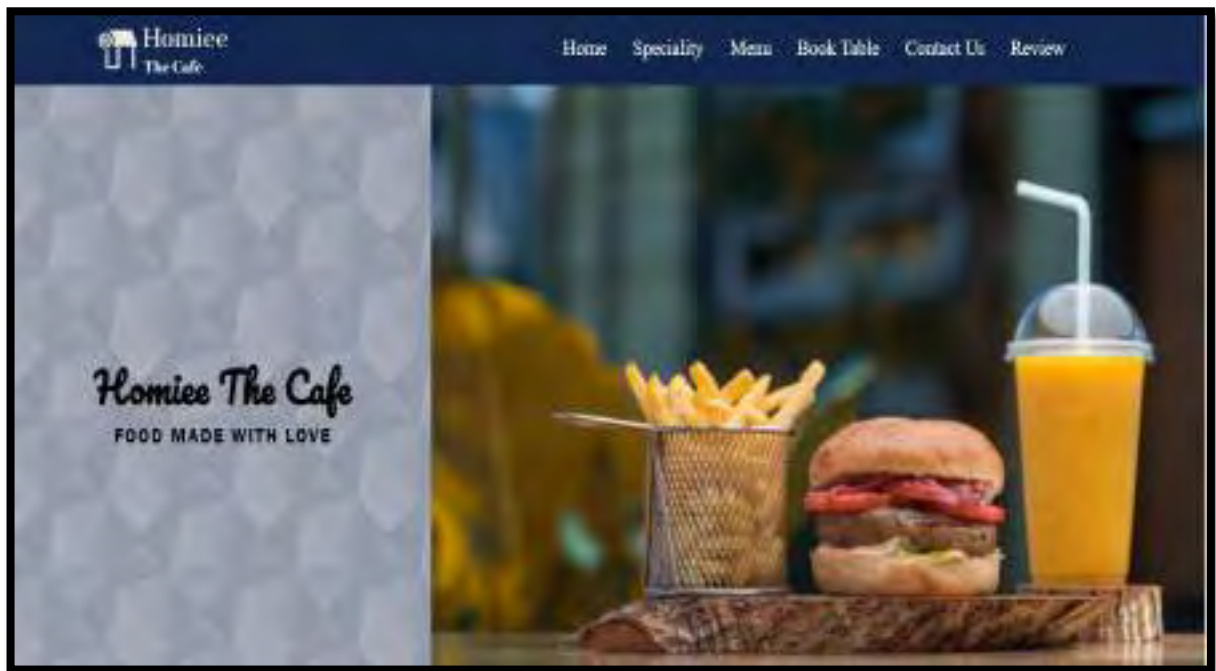 Homiee
The Cafe
Home Speciality Menu Book Table Contact Us Review
Homiee The Cafe
FOOD MADE WITH LOVE